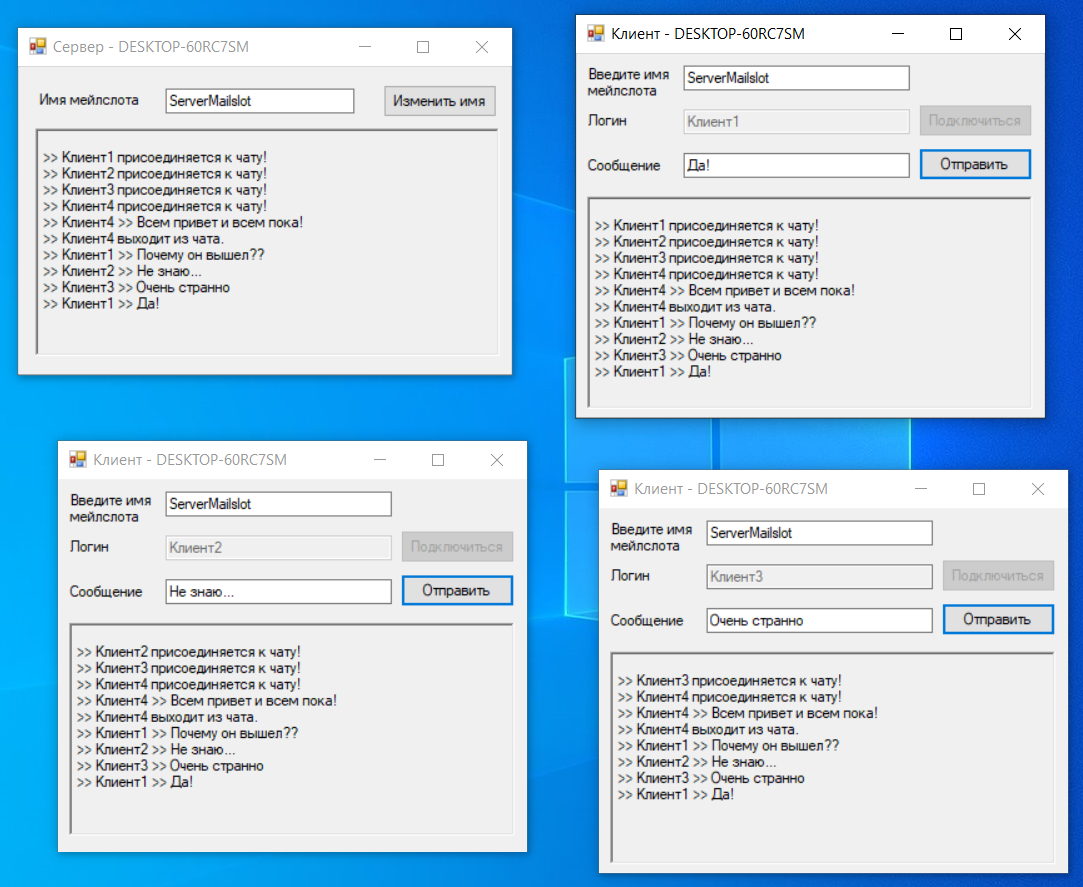 Сервер - DESKTOP-60RC7SM
Имя мейлслота ServerMailslot Изменить имя
>> Клиент1 присоединяется к чату!
>> Клиент2 присоединяется к чату!
>> Клиент3 присоединяется к чату!
>> Клиент4 присоединяется к чату!
>> Клиент4 >> Всем привет и всем пока!
>> Клиент4 выходит из чата.
>> Клиент1 >> Почему он вышел??
>> Клиент2 >> Не знаю...
>> Клиент3 >> Очень странно
>> Клиент1 >> Да!
Клиент - DESKTOP-60RC7SM
Введите имя
мейлслота ServerMailslot
Логин Клиент1 Подключиться
Сообщение Да! Отправить
>> Клиент1 присоединяется к чату!
>> Клиент2 присоединяется к чату!
>> Клиент3 присоединяется к чату!
>> Клиент4 присоединяется к чату!
>> Клиент4 >> Всем привет и всем пока!
>> Клиент4 выходит из чата.
>> Клиент1 >> Почему он вышел??
>> Клиент2 >> Не знаю...
>> Клиент3 >> Очень странно
>> Клиент1 >> Да!
Клиент - DESKTOP-60RC7SM
Введите имя
мейлслота ServerMailslot
Логин Клиент2 Подключиться
Сообщение Не знаю... Отправить
>> Клиент2 присоединяется к чату!
>> Клиент3 присоединяется к чату!
>> Клиент4 присоединяется к чату!
>> Клиент4 >> Всем привет и всем пока!
>> Клиент4 выходит из чата.
>> Клиент1 >> Почему он вышел??
>> Клиент2 >> Не знаю...
>> Клиент3 >> Очень странно
>> Клиент1 >> Да!
Клиент - DESKTOP-60RC7SM
Введите имя
мейлслота ServerMailslot
Логин Клиент3 Подключиться
Сообщение Очень странно Отправить
>> Клиент3 присоединяется к чату!
>> Клиент4 присоединяется к чату!
>> Клиент4 >> Всем привет и всем пока!
>> Клиент4 выходит из чата.
>> Клиент1 >> Почему он вышел??
>> Клиент2 >> Не знаю...
>> Клиент3 >> Очень странно
>> Клиент1 >> Да!